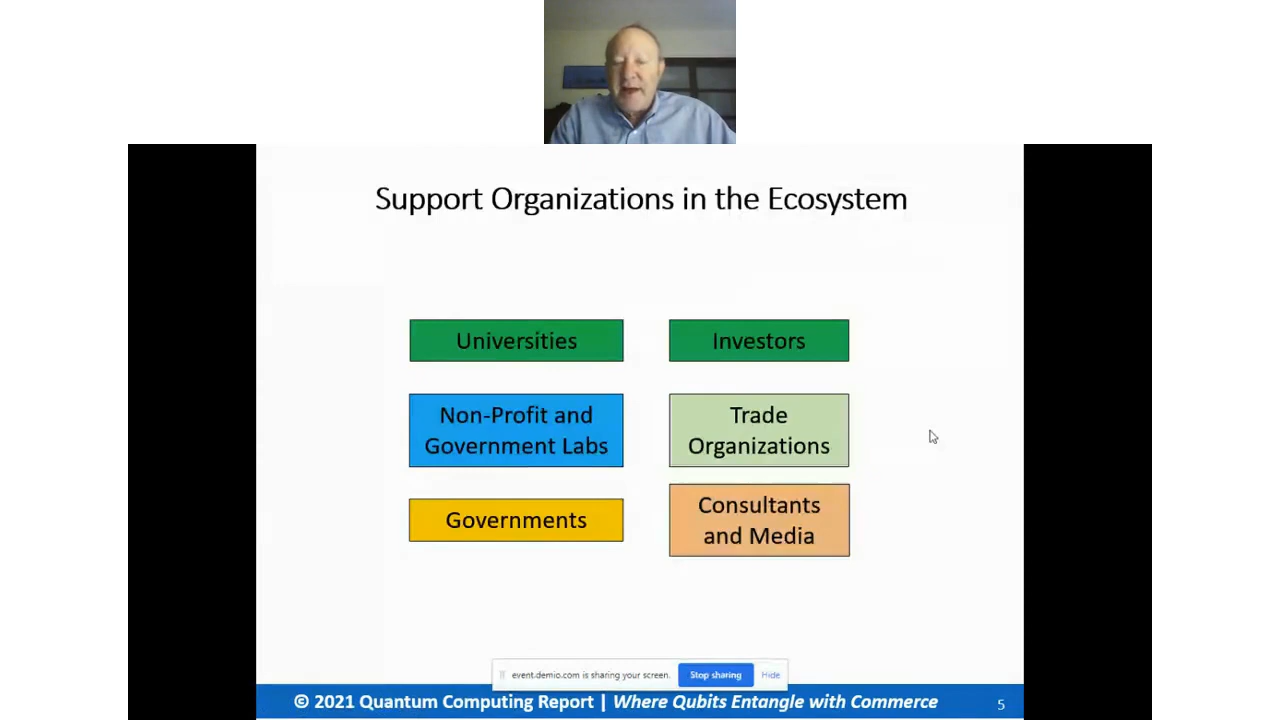 Support Organizations in the Ecosystem
Universities
Investors
Non-Profit and
Government Labs
Trade
Organizations
Governments
Consultants
and Media
event.demio.com is sharing your screen.
Stop sharing
Hide
© 2021 Quantum Computing Report | Where Qubits Entangle with Commerce
5